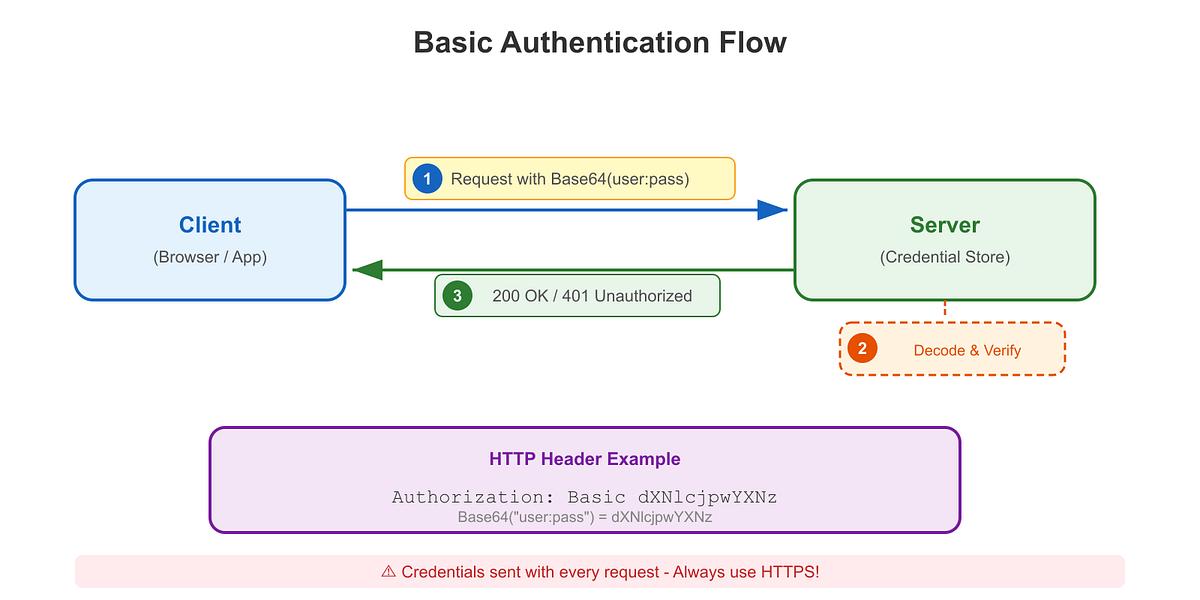 Basic Authentication Flow
1 Request with Base64(user:pass)
Client
(Browser / App)
Server
(Credential Store)
3 200 OK / 401 Unauthorized
2 Decode & Verify
HTTP Header Example
Authorization: Basic dXNlcjpwYXNz
Base64("user:pass") = dXNlcjpwYXNz
⚠ Credentials sent with every request - Always use HTTPS!